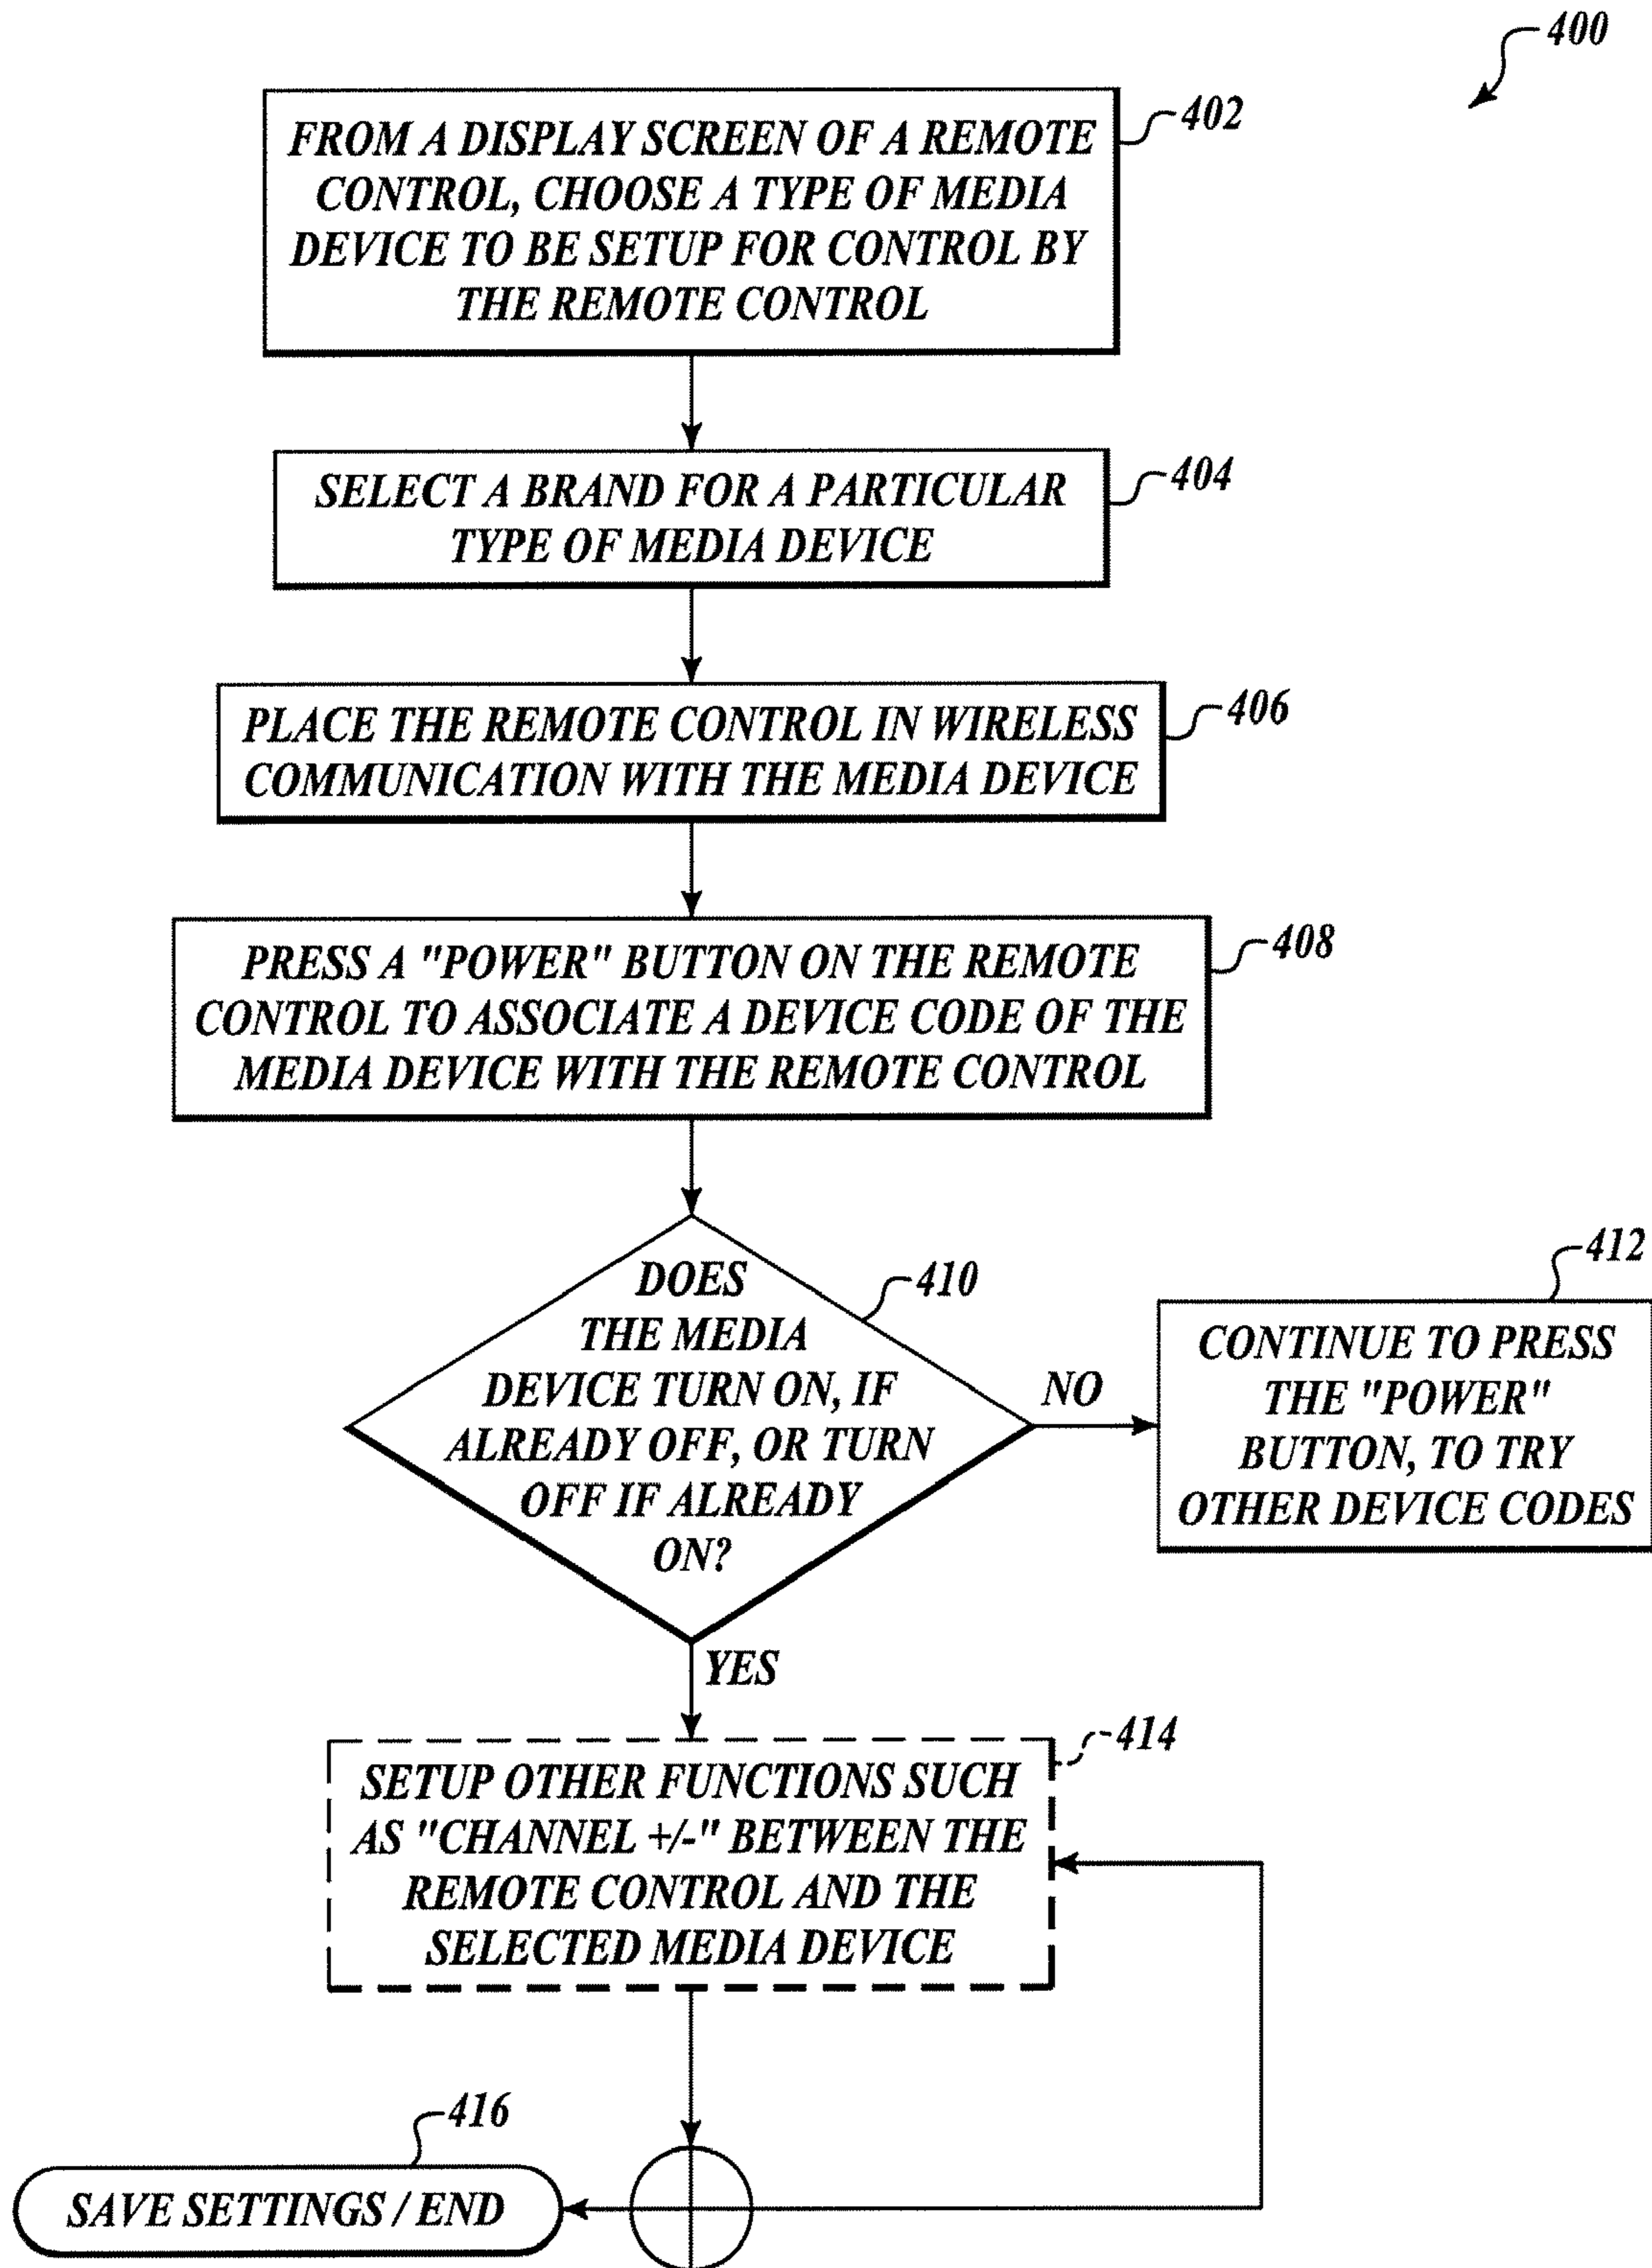 400
FROM A DISPLAY SCREEN OF A REMOTE
CONTROL, CHOOSE A TYPE OF MEDIA
DEVICE TO BE SETUP FOR CONTROL BY
THE REMOTE CONTROL
402
SELECT A BRAND FOR A PARTICULAR
TYPE OF MEDIA DEVICE
404
PLACE THE REMOTE CONTROL IN WIRELESS
COMMUNICATION WITH THE MEDIA DEVICE
406
PRESS A "POWER" BUTTON ON THE REMOTE
CONTROL TO ASSOCIATE A DEVICE CODE OF THE
MEDIA DEVICE WITH THE REMOTE CONTROL
408
DOES
THE MEDIA
DEVICE TURN ON, IF
ALREADY OFF, OR TURN
OFF IF ALREADY
ON?
410
NO
412
CONTINUE TO PRESS
THE "POWER"
BUTTON, TO TRY
OTHER DEVICE CODES
YES
414
SETUP OTHER FUNCTIONS SUCH
AS "CHANNEL +/-" BETWEEN THE
REMOTE CONTROL AND THE
SELECTED MEDIA DEVICE
416
SAVE SETTINGS / END